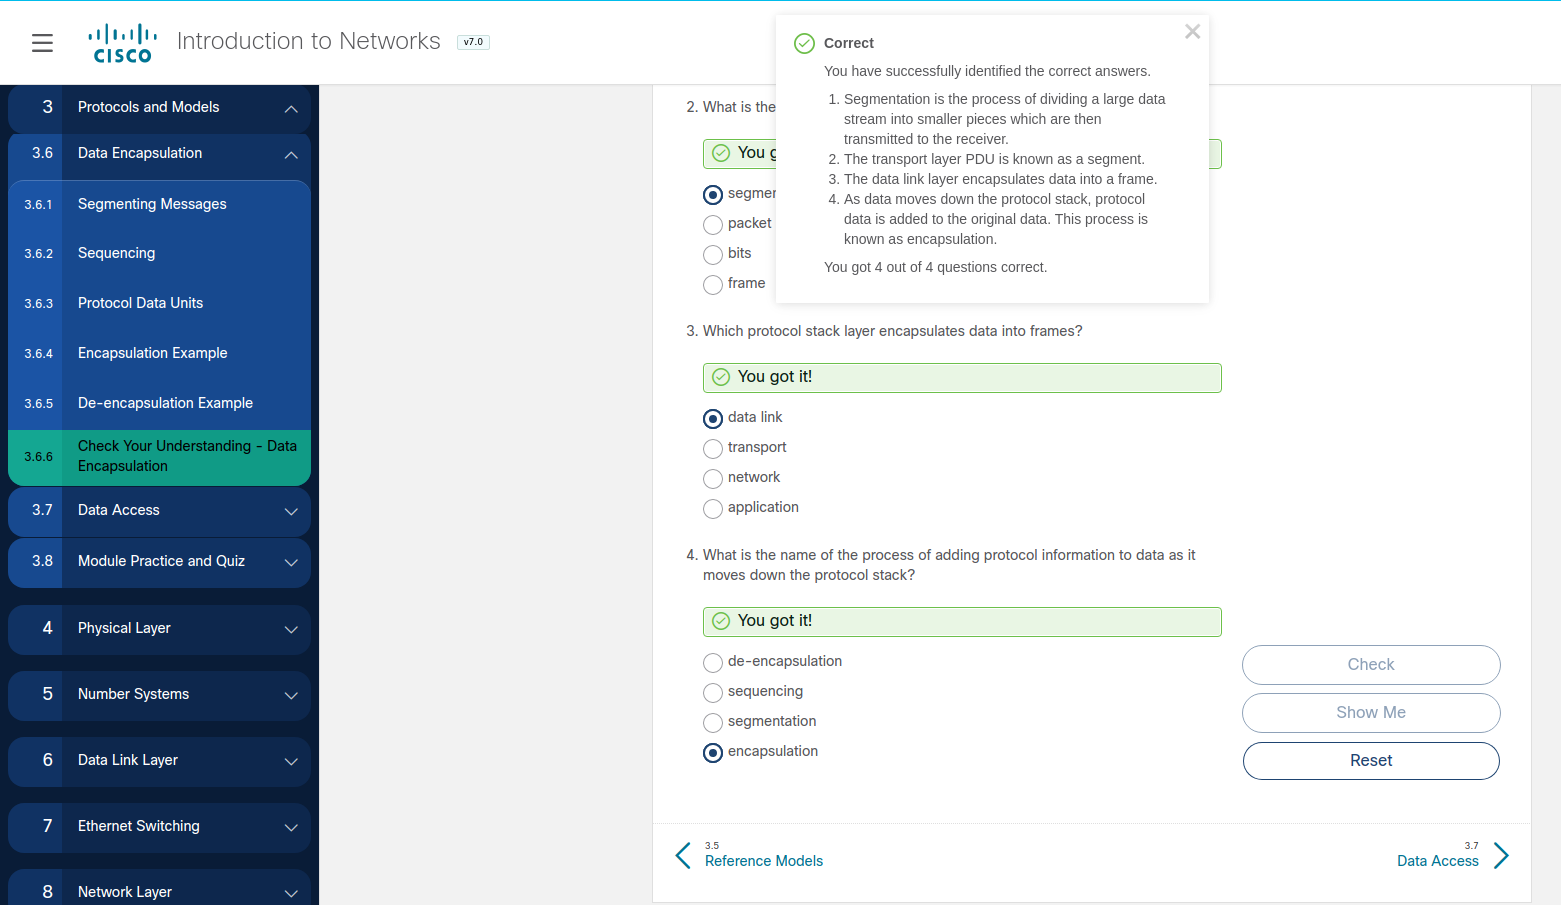 CISCO
Introduction to Networks
v7.0
3
Protocols and Models
3.6
Data Encapsulation
3.6.1
Segmenting Messages
3.6.2
Sequencing
3.6.3
Protocol Data Units
3.6.4
Encapsulation Example
3.6.5
De-encapsulation Example
3.6.6
Check Your Understanding - Data
Encapsulation
3.7
Data Access
3.8
Module Practice and Quiz
4
Physical Layer
5
Number Systems
6
Data Link Layer
7
Ethernet Switching
8
Network Layer
Correct
You have successfully identified the correct answers.
1. Segmentation is the process of dividing a large data
stream into smaller pieces which are then
transmitted to the receiver.
2. The transport layer PDU is known as a segment.
3. The data link layer encapsulates data into a frame.
4. As data moves down the protocol stack, protocol
data is added to the original data. This process is
known as encapsulation.
You got 4 out of 4 questions correct.
2. What is the
You
packet
bits
frame
3. Which protocol stack layer encapsulates data into frames?
You got it!
data link
transport
network
application
4. What is the name of the process of adding protocol information to data as it
moves down the protocol stack?
You got it!
de-encapsulation
sequencing
segmentation
encapsulation
Check
Show Me
Reset
3.5
Reference Models
3.7
Data Access